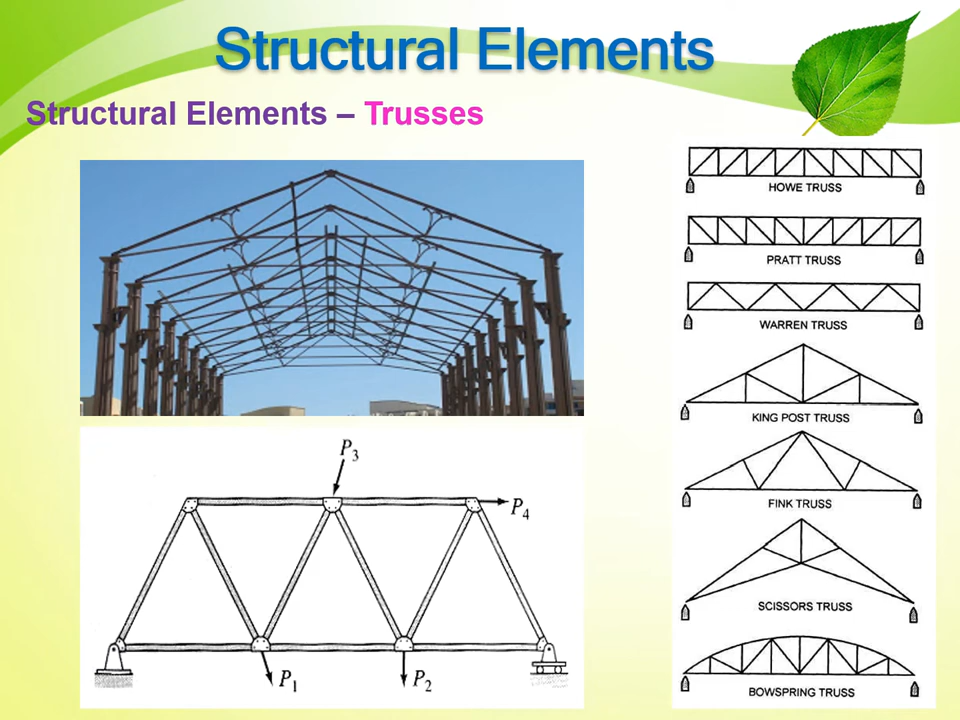 Structural Elements
Structural Elements – Trusses
HOWE TRUSS
PRATT TRUSS
WARREN TRUSS
KING POST TRUSS
FINK TRUSS
SCISSORS TRUSS
BOWSPRING TRUSS
P3
P4
P1
P2